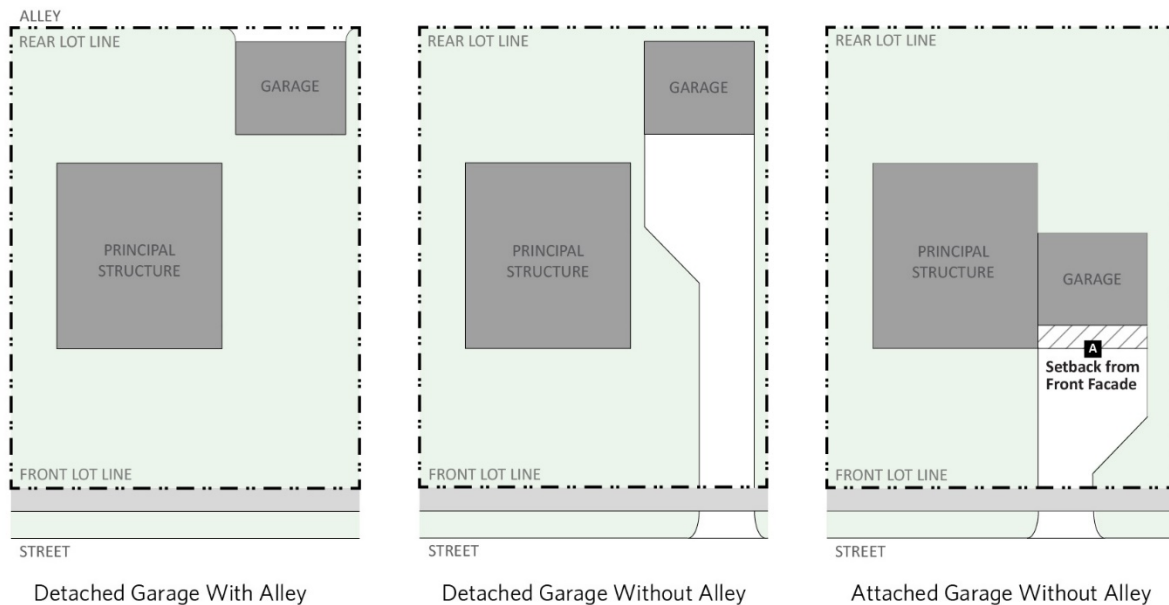 ALLEY
REAR LOT LINE
GARAGE
PRINCIPAL
STRUCTURE
FRONT LOT LINE
STREET
Detached Garage With Alley
REAR LOT LINE
GARAGE
PRINCIPAL
STRUCTURE
FRONT LOT LINE
STREET
Detached Garage Without Alley
REAR LOT LINE
PRINCIPAL
STRUCTURE
GARAGE
A
Setback from
Front Facade
FRONT LOT LINE
STREET
Attached Garage Without Alley